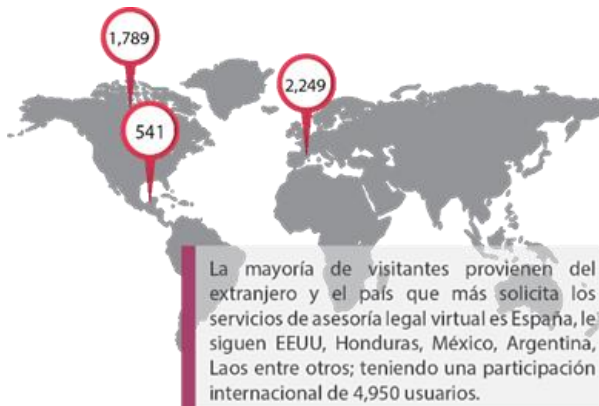 1,789
2,249
541
La mayoría de visitantes provienen del
extranjero y el país que más solicita los
servicios de asesoría legal virtual es España, le
siguen EEUU, Honduras, México, Argentina,
Laos entre otros; teniendo una participación
internacional de 4,950 usuarios.